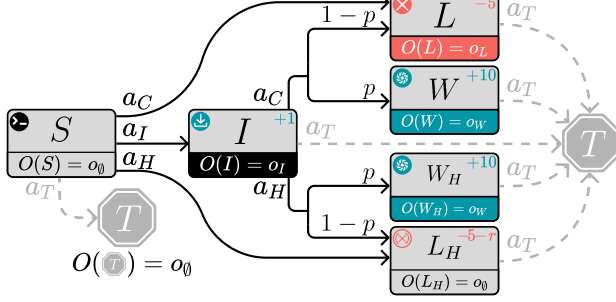 L −5 a_T
1 − p
O(L) = o_L
a_C
a_C
p
W +10
a_T
O(W) = o_W
S
a_I
I +1
a_T
T
O(S) = o_∅
a_H
O(I) = o_I
a_T
a_H
p
W_H +10
a_T
O(W_H) = o_W
T
1 − p
L_H −5−r
a_T
O(T) = o_∅
O(L_H) = o_∅